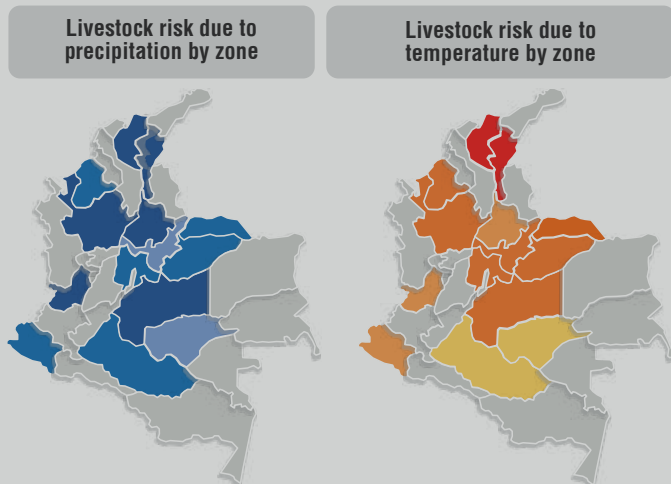 Livestock risk due to
precipitation by zone
Livestock risk due to
temperature by zone